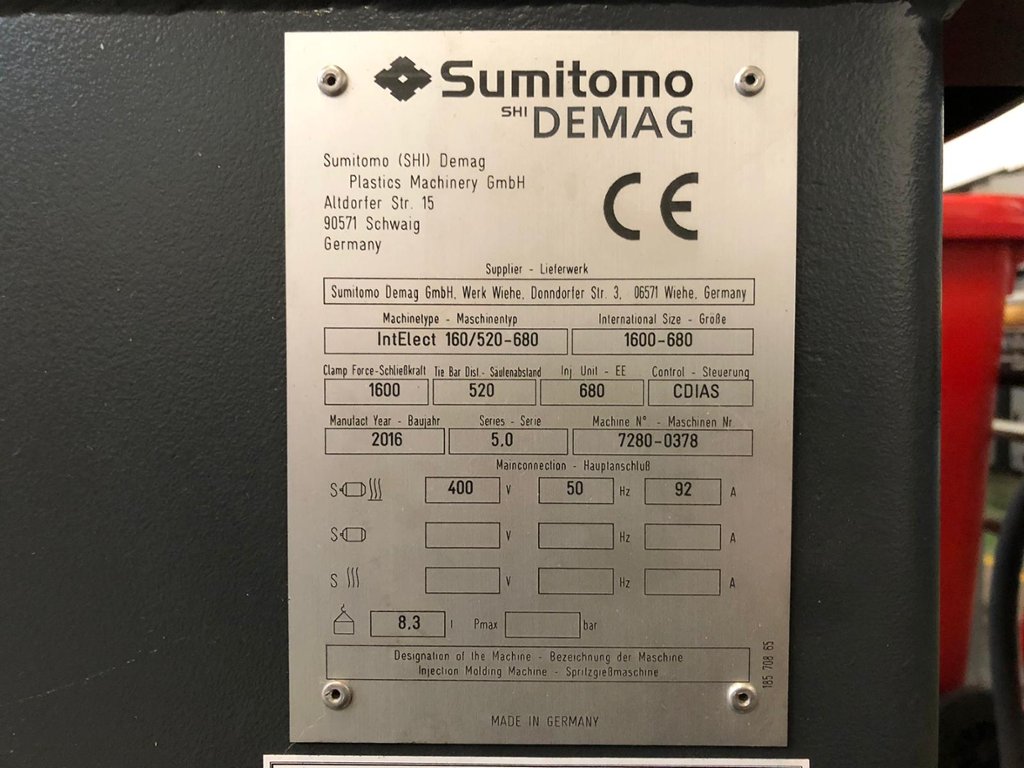 Sumitomo
SHI DEMAG
Sumitomo (SHI) Demag
Plastics Machinery GmbH
Altdorfer Str. 15
90571 Schwaig
Germany
CE
Supplier - Lieferwerk
Sumitomo Demag GmbH, Werk Wiehe, Donndorfer Str. 3, 06571 Wiehe, Germany
Machinetype - Maschinentyp International Size - Größe
IntElect 160/520-680 1600-680
Clamp Force-Schließkraft Tie Bar Dist.- Säulenabstand Inj Unit - EE Control - Steuerung
1600 520 680 CDIAS
Manufact Year - Baujahr Series - Serie Machine N° - Maschinen Nr
2016 5.0 7280-0378
Mainconnection - Hauptanschluß
S 400 V 50 Hz 92 A
S V Hz A
S V Hz A
8,3 t Pmax bar
Designation of the Machine - Bezeichnung der Maschine
Injection Molding Machine - Spritzgießmaschine
185 708 65
MADE IN GERMANY